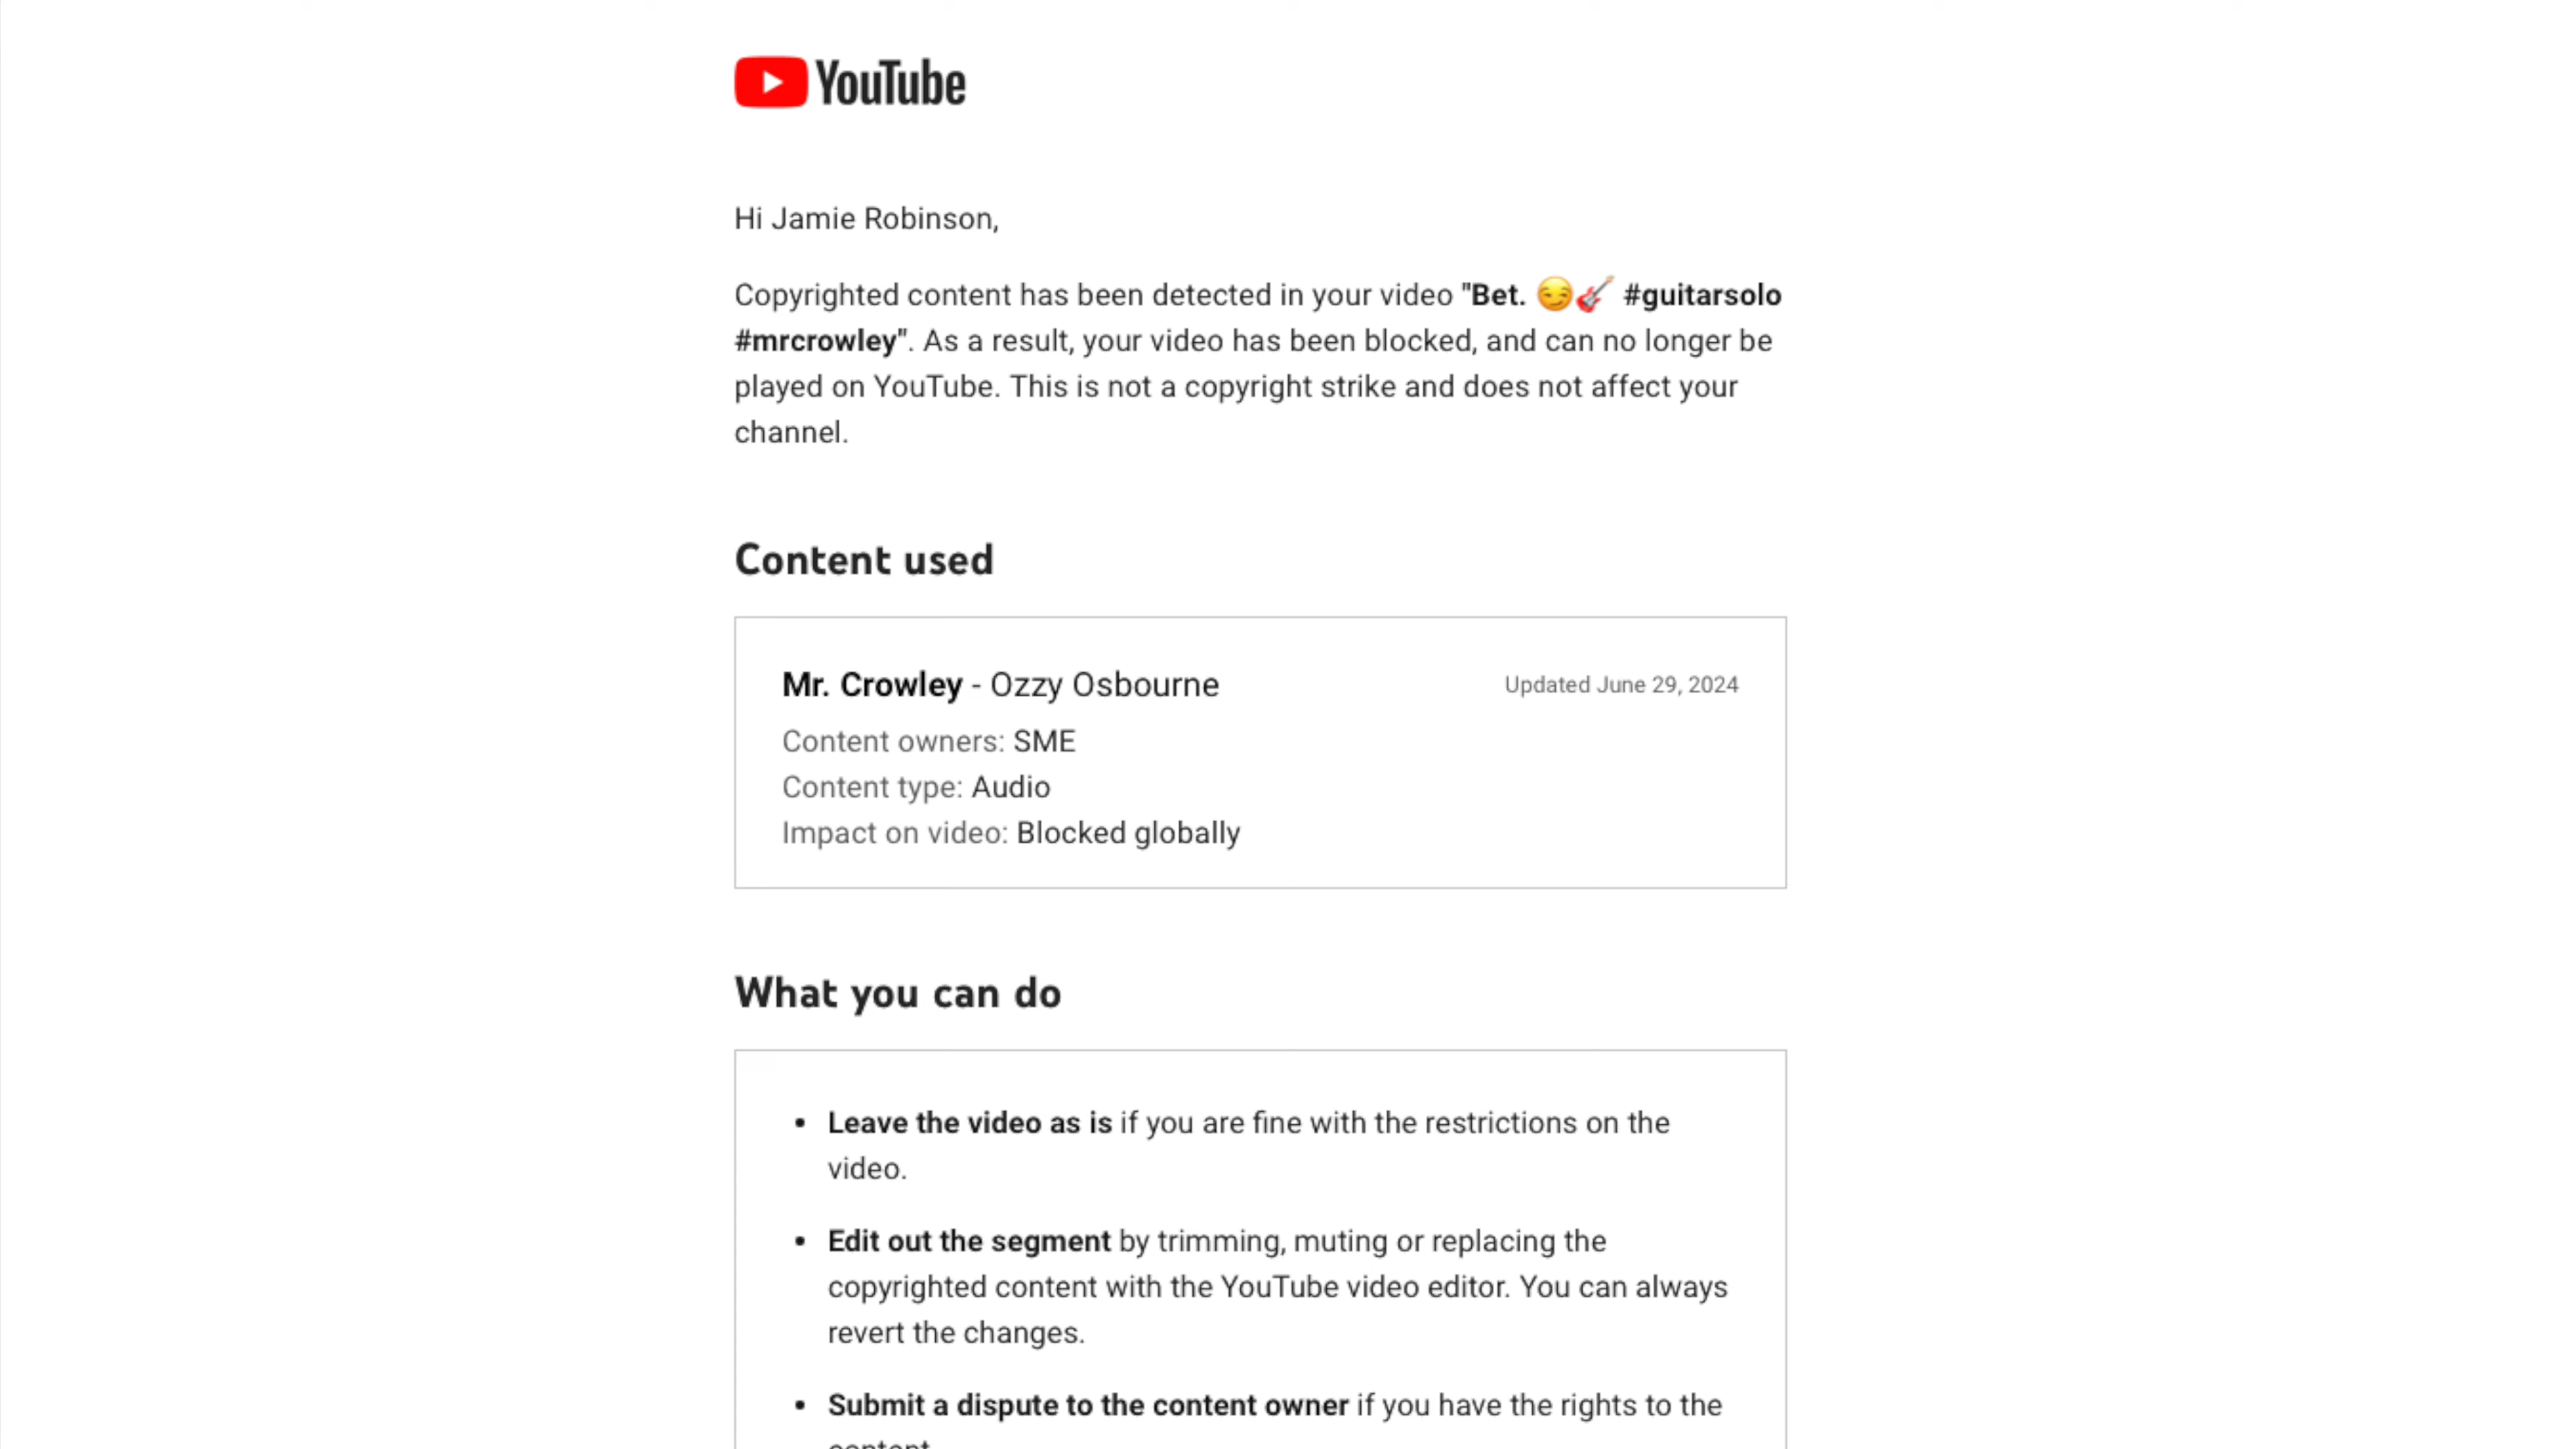 YouTube
Hi Jamie Robinson,
Copyrighted content has been detected in your video "Bet. 😏🎸 #guitarsolo
#mrcrowley". As a result, your video has been blocked, and can no longer be
played on YouTube. This is not a copyright strike and does not affect your
channel.
Content used
Mr. Crowley - Ozzy Osbourne
Updated June 29, 2024
Content owners: SME
Content type: Audio
Impact on video: Blocked globally
What you can do
• Leave the video as is if you are fine with the restrictions on the
video.
• Edit out the segment by trimming, muting or replacing the
copyrighted content with the YouTube video editor. You can always
revert the changes.
• Submit a dispute to the content owner if you have the rights to the